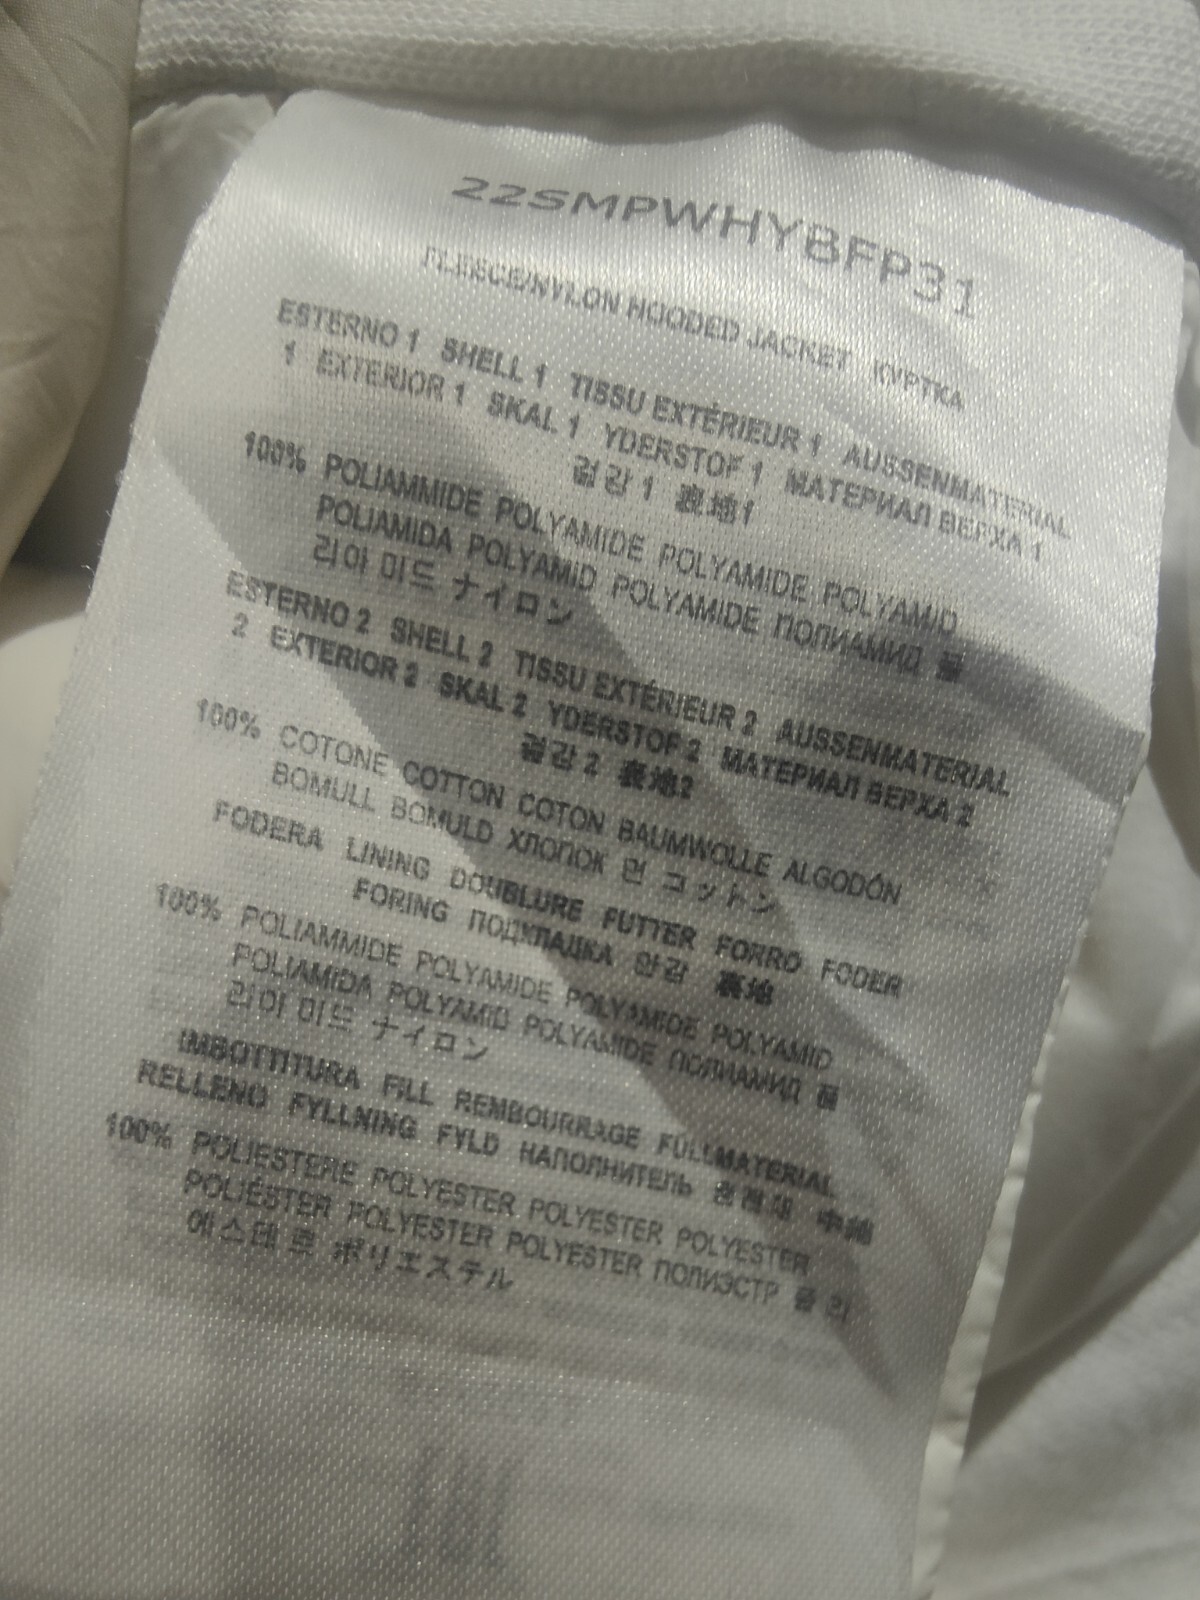 22SMPWHYBFP31
FLEECE/NYLON HOODED JACKET КУРТКА
ESTERNO 1 SHELL 1 TISSU EXTÉRIEUR 1 AUSSENMATERIAL
1 EXTERIOR 1 SKAL 1 YDERSTOF 1 МАТЕРИАЛ ВЕРХА 1
겉감 1 表地1
100% POLIAMMIDE POLYAMIDE POLYAMIDE POLYAMID
POLIAMIDA POLYAMID POLYAMIDE ПОЛИАМИД 폴
리아 미드 ナイロン
ESTERNO 2 SHELL 2 TISSU EXTÉRIEUR 2 AUSSENMATERIAL
2 EXTERIOR 2 SKAL 2 YDERSTOF 2 МАТЕРИАЛ ВЕРХА 2
겉감 2 表地2
100% COTONE COTTON COTON BAUMWOLLE ALGODÓN
BOMULL BOMULD ХЛОПОК 면 コットン
FODERA LINING DOUBLURE FUTTER FORRO FODER
FORING ПОДКЛАДКА 안감 裏地
100% POLIAMMIDE POLYAMIDE POLYAMIDE POLYAMID
POLIAMIDA POLYAMID POLYAMIDE ПОЛИАМИД 폴
리아 미드 ナイロン
IMBOTTITURA FILL REMBOURRAGE FÜLLMATERIAL
RELLENO FYLLNING FYLD НАПОЛНИТЕЛЬ 충전재 中綿
100% POLIESTERE POLYESTER POLYESTER POLYESTER
POLIÉSTER POLYESTER POLYESTER ПОЛИЭСТР 폴 리
에스테 르 ポリエステル